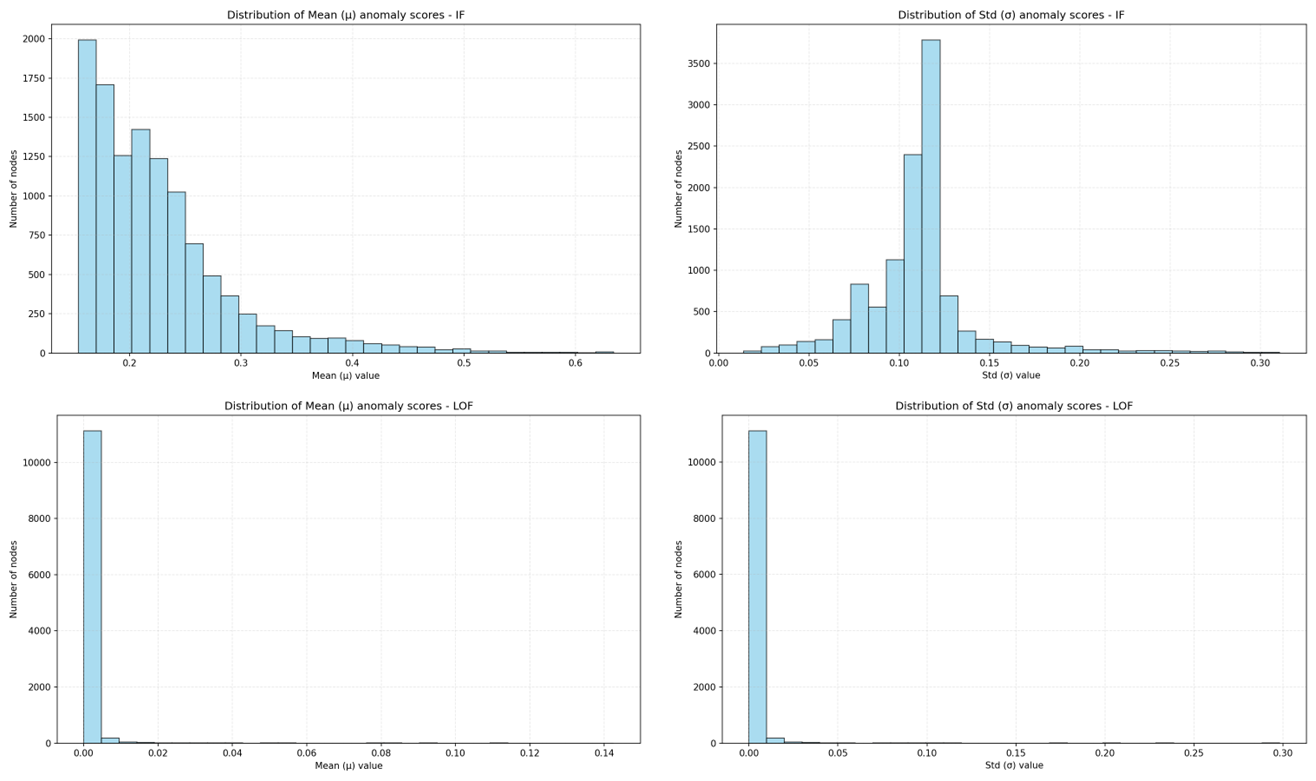 Distribution of Mean (μ) anomaly scores - IF
Number of nodes
2000
1750
1500
1250
1000
750
500
250
0
0.2 0.3 0.4 0.5 0.6
Mean (μ) value
Distribution of Std (σ) anomaly scores - IF
Number of nodes
3500
3000
2500
2000
1500
1000
500
0
0.00 0.05 0.10 0.15 0.20 0.25 0.30
Std (σ) value
Distribution of Mean (μ) anomaly scores - LOF
Number of nodes
10000
8000
6000
4000
2000
0
0.00 0.02 0.04 0.06 0.08 0.10 0.12 0.14
Mean (μ) value
Distribution of Std (σ) anomaly scores - LOF
Number of nodes
10000
8000
6000
4000
2000
0
0.00 0.05 0.10 0.15 0.20 0.25 0.30
Std (σ) value